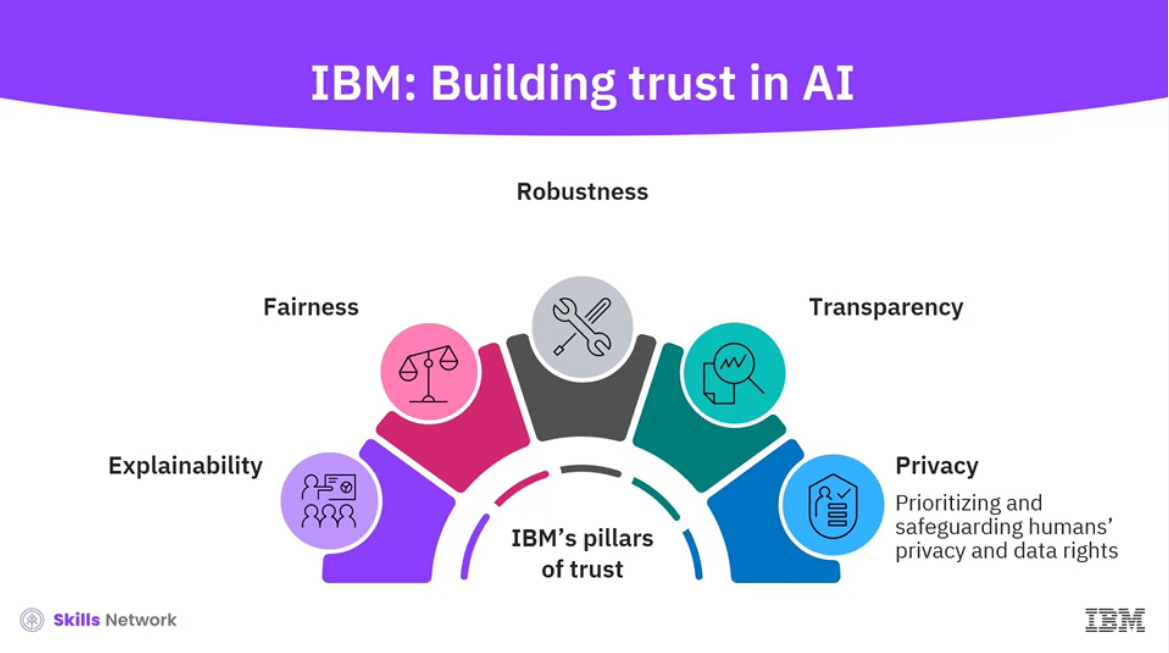 IBM: Building trust in AI
Robustness
Fairness
Transparency
Explainability
Privacy
Prioritizing and
safeguarding humans’
privacy and data rights
IBM’s pillars
of trust
Skills Network
IBM